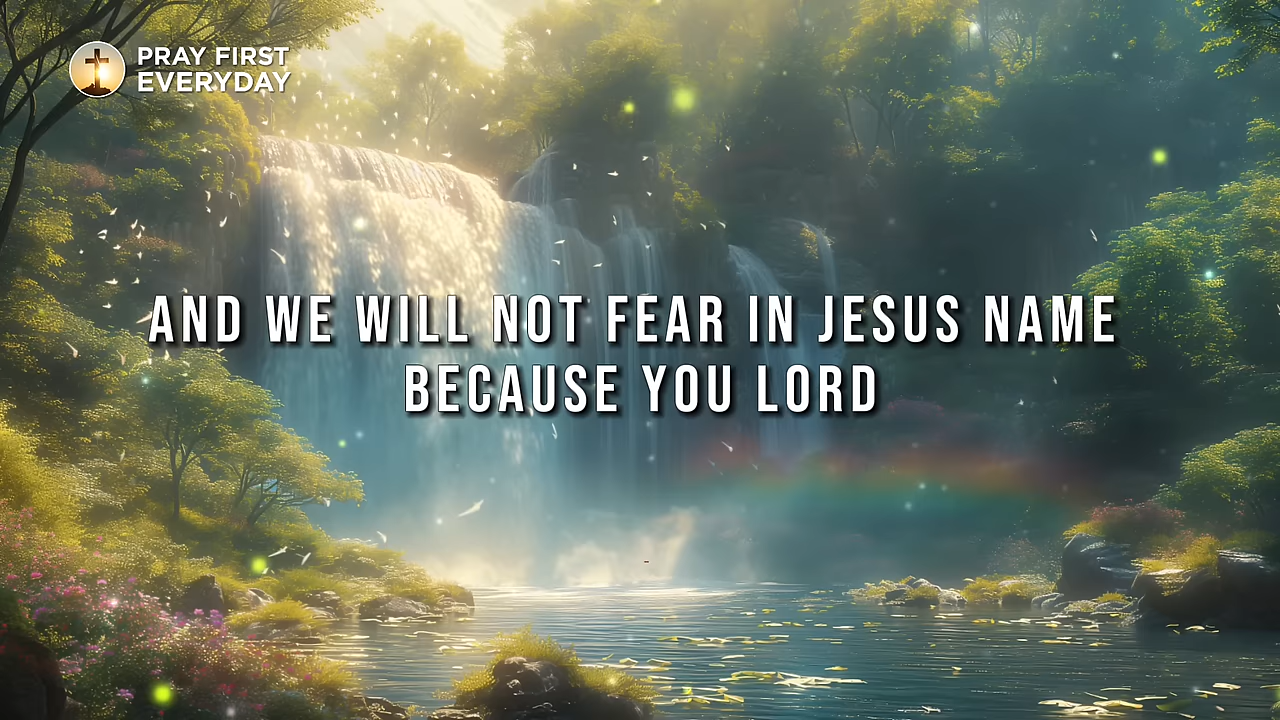 PRAY FIRST
EVERYDAY
AND WE WILL NOT FEAR IN JESUS NAME
BECAUSE YOU LORD